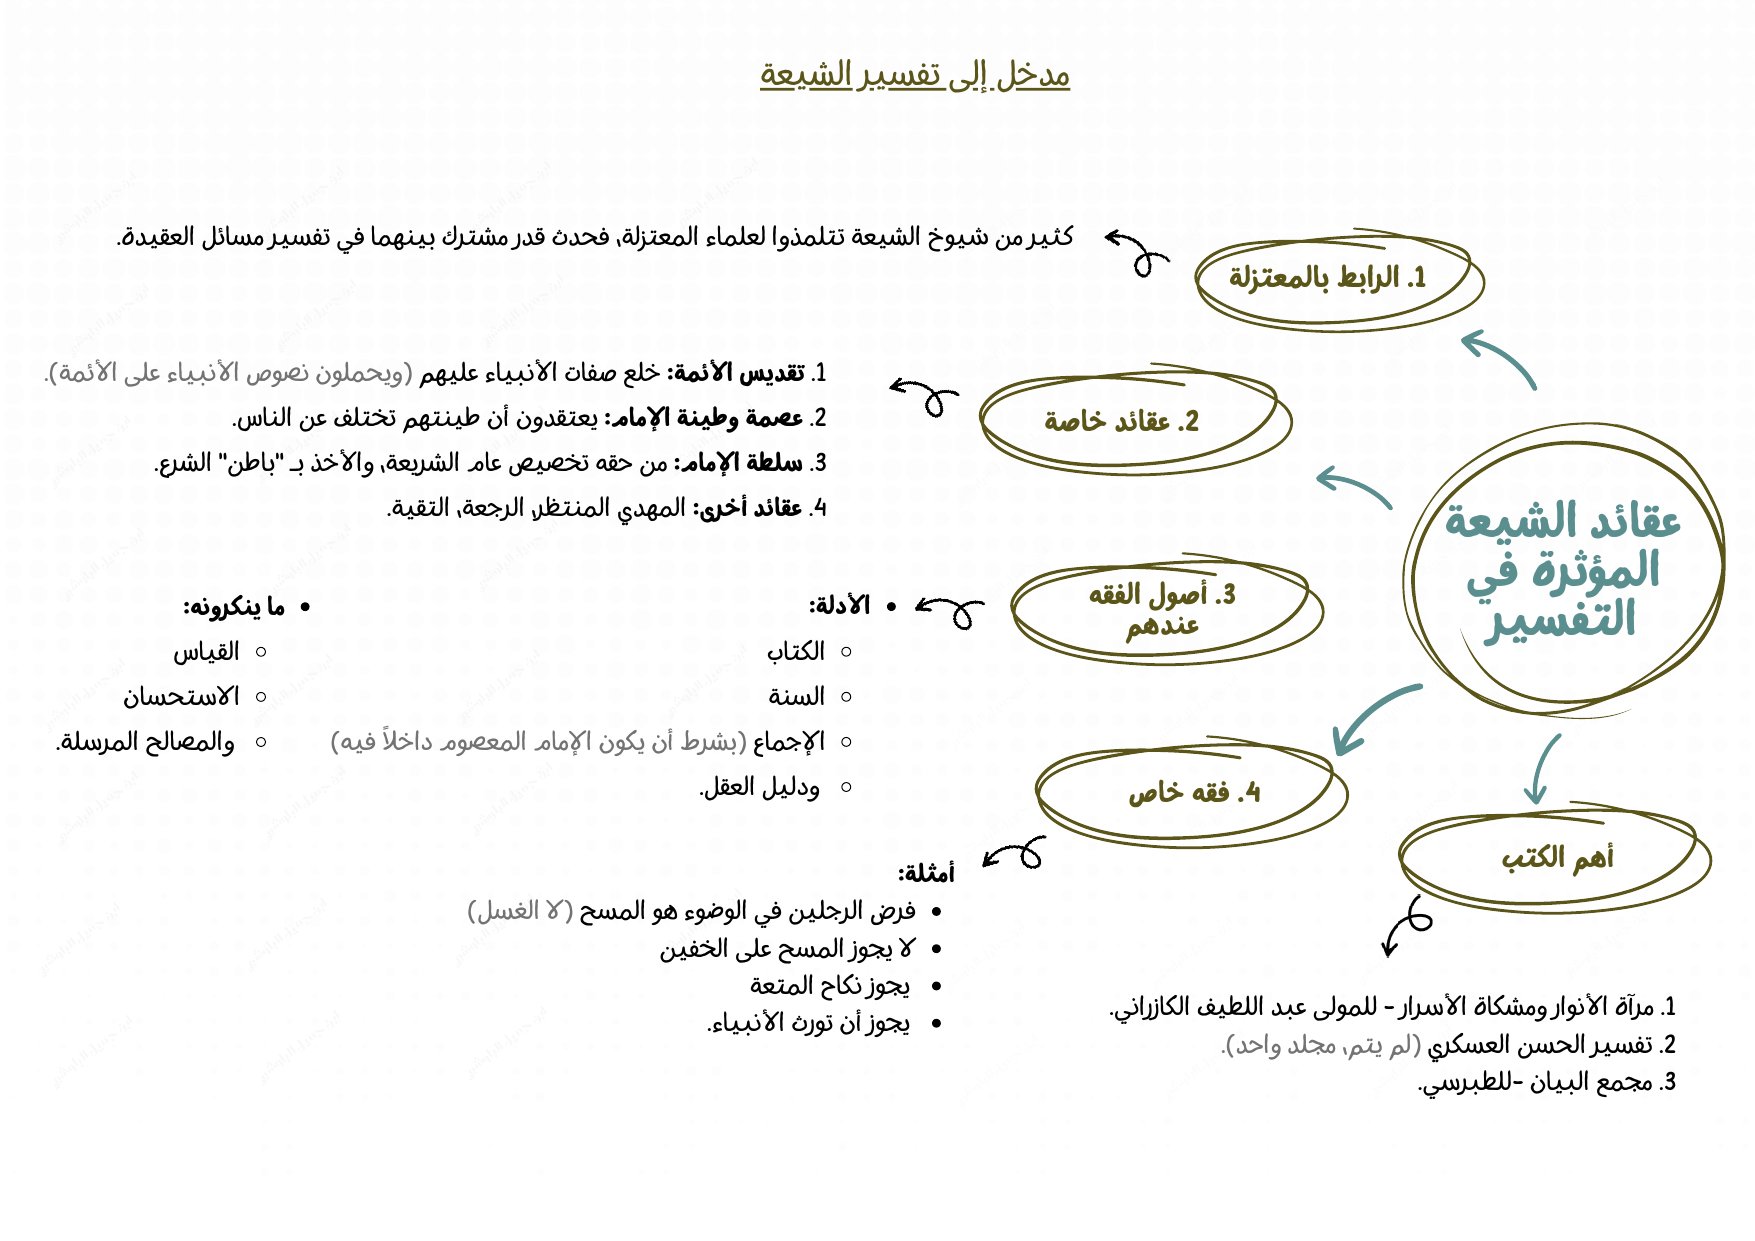 مدخل إلى تفسير الشيعة
عقائد الشيعة
المؤثرة في
التفسير
1. الرابط بالمعتزلة
كثير من شيوخ الشيعة تتلمذوا لعلماء المعتزلة، فحدث قدر مشترك بينهما في تفسير مسائل العقيدة.
2. عقائد خاصة
1. تقديس الأئمة: خلع صفات الأنبياء عليهم (ويحملون نصوص الأنبياء على الأئمة).
2. عصمة وطينة الإمام: يعتقدون أن طينتهم تختلف عن الناس.
3. سلطة الإمام: من حقه تخصيص عام الشريعة، والأخذ بـ "باطن" الشرع.
4. عقائد أخرى: المهدي المنتظر، الرجعة، التقية.
3. أصول الفقه
عندهم
• الأدلة:
○ الكتاب
○ السنة
○ الإجماع (بشرط أن يكون الإمام المعصوم داخلاً فيه)
○ ودليل العقل.
• ما ينكرونه:
○ القياس
○ الاستحسان
○ والمصالح المرسلة.
4. فقه خاص
أمثلة:
• فرض الرجلين في الوضوء هو المسح (لا الغسل)
• لا يجوز المسح على الخفين
• يجوز نكاح المتعة
• يجوز أن تورث الأنبياء.
أهم الكتب
1. مرآة الأنوار ومشكاة الأسرار - للمولى عبد اللطيف الكازراني.
2. تفسير الحسن العسكري (لم يتم، مجلد واحد).
3. مجمع البيان -للطبرسي.